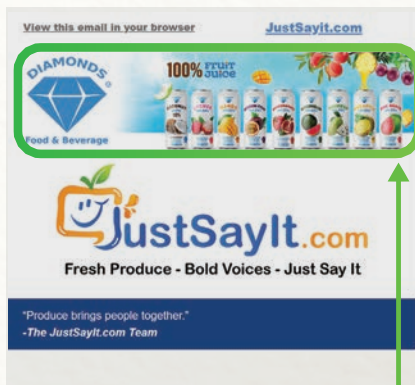 View this email in your browser
JustSayIt.com
DIAMONDS®
Food & Beverage
100% FRUIT JUICE
JustSayIt.com
Fresh Produce - Bold Voices - Just Say It
"Produce brings people together."
-The JustSayIt.com Team